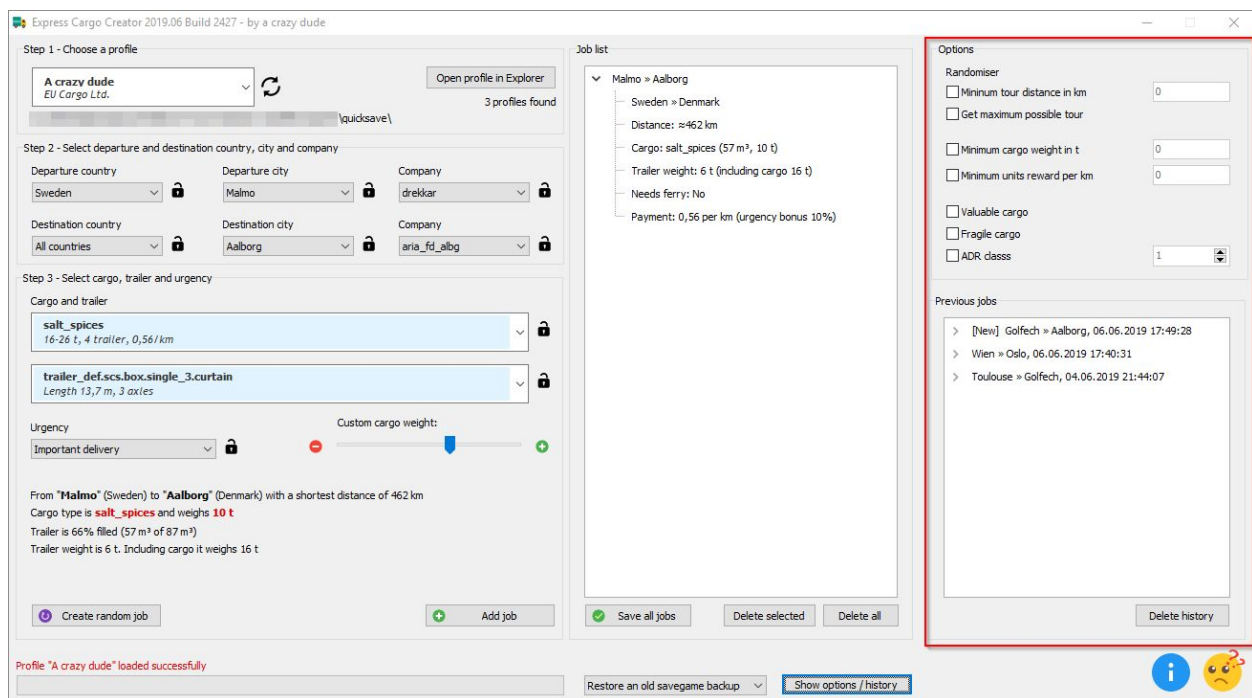 Express Cargo Creator 2019.06 Build 2427 - by a crazy dude
Step 1 - Choose a profile
A crazy dude
EU Cargo Ltd.
Open profile in Explorer
3 profiles found
\quicksave\
Step 2 - Select departure and destination country, city and company
Departure country
Departure city
Company
Sweden
Malmo
drekkar
Destination country
Destination city
Company
All countries
Aalborg
aria_fd_albg
Step 3 - Select cargo, trailer and urgency
Cargo and trailer
salt_spices
16-26 t, 4 trailer, 0,56/km
trailer_def.scs.box.single_3.curtain
Length 13,7 m, 3 axles
Urgency
Custom cargo weight:
Important delivery
From "Malmo" (Sweden) to "Aalborg" (Denmark) with a shortest distance of 462 km
Cargo type is salt_spices and weighs 10 t
Trailer is 66% filled (57 m³ of 87 m³)
Trailer weight is 6 t. Including cargo it weighs 16 t
Create random job
Add job
Profile "A crazy dude" loaded successfully
Job list
Malmo » Aalborg
Sweden » Denmark
Distance: ≈462 km
Cargo: salt_spices (57 m³, 10 t)
Trailer weight: 6 t (including cargo 16 t)
Needs ferry: No
Payment: 0,56 per km (urgency bonus 10%)
Save all jobs
Delete selected
Delete all
Restore an old savegame backup
Show options / history
Options
Randomiser
Mininum tour distance in km
0
Get maximum possible tour
Minimum cargo weight in t
0
Minimum units reward per km
0
Valuable cargo
Fragile cargo
ADR classs
1
Previous jobs
[New] Golfech » Aalborg, 06.06.2019 17:49:28
Wien » Oslo, 06.06.2019 17:40:31
Toulouse » Golfech, 04.06.2019 21:44:07
Delete history